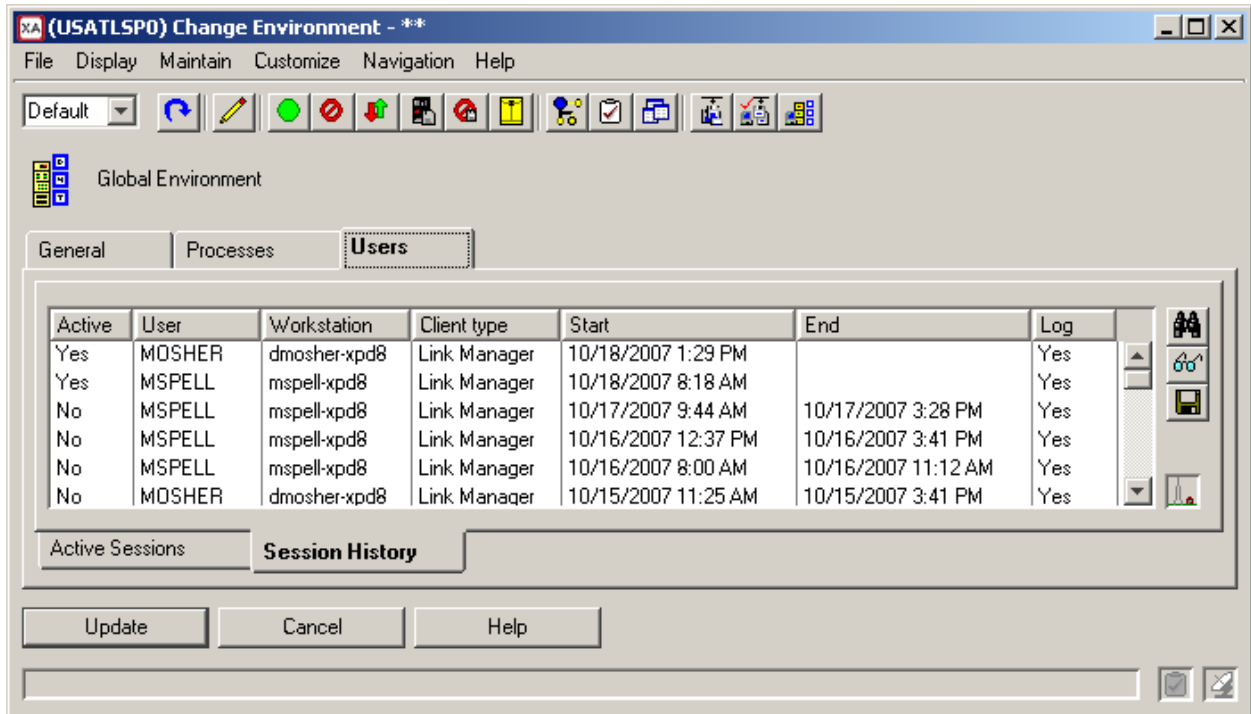 XA (USATLSP0) Change Environment - **
File Display Maintain Customize Navigation Help
Default
Global Environment
General Processes Users
Active User Workstation Client type Start End Log
Yes MOSHER dmosher-xpd8 Link Manager 10/18/2007 1:29 PM Yes
Yes MSPELL mspell-xpd8 Link Manager 10/18/2007 8:18 AM Yes
No MSPELL mspell-xpd8 Link Manager 10/17/2007 9:44 AM 10/17/2007 3:28 PM Yes
No MSPELL mspell-xpd8 Link Manager 10/16/2007 12:37 PM 10/16/2007 3:41 PM Yes
No MSPELL mspell-xpd8 Link Manager 10/16/2007 8:00 AM 10/16/2007 11:12 AM Yes
No MOSHER dmosher-xpd8 Link Manager 10/15/2007 11:25 AM 10/15/2007 3:41 PM Yes
Active Sessions Session History
Update Cancel Help